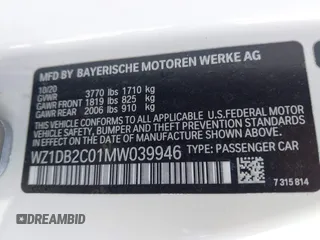 MFD BY BAYERISCHE MOTOREN WERKE AG
10/20
GVWR 3770 lbs 1710 kg
GAWR FRONT 1819 lbs 825 kg
GAWR REAR 2006 lbs 910 kg
THIS VEHICLE CONFORMS TO ALL APPLICABLE
U.S.FEDERAL MOTOR VEHICLE SAFETY,
BUMPER,AND THEFT PREVENTION STANDARDS
IN EFFECT ON THE DATE OF
MANUFACTURE SHOWN ABOVE.
WZ1DB2C01MW039946 TYPE: PASSENGER CAR
7 315 814
AUTOBIDMASTER